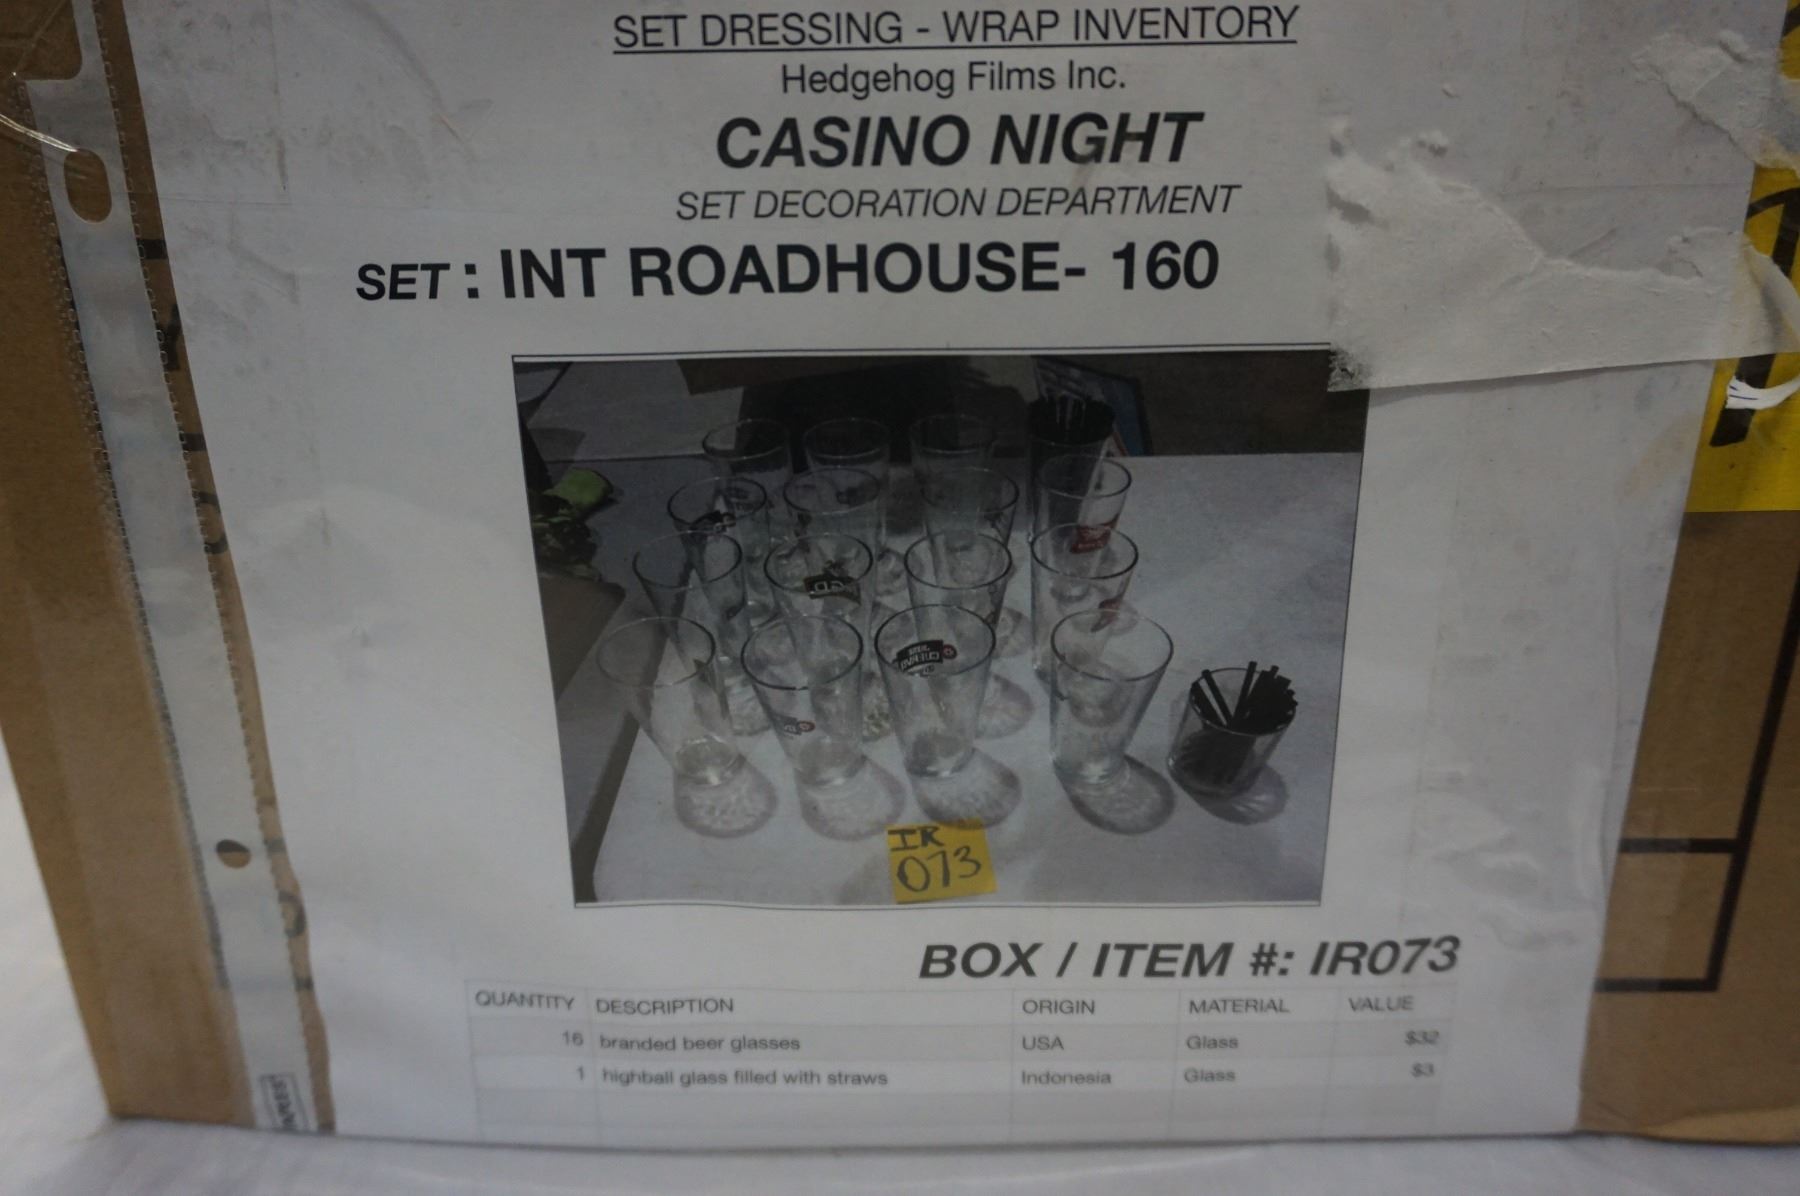 SET DRESSING - WRAP INVENTORY
Hedgehog Films Inc.
CASINO NIGHT
SET DECORATION DEPARTMENT
SET : INT ROADHOUSE- 160
IR
073
BOX / ITEM #: IR073
QUANTITY DESCRIPTION ORIGIN MATERIAL VALUE
16 branded beer glasses USA Glass $32
1 highball glass filled with straws Indonesia Glass $3